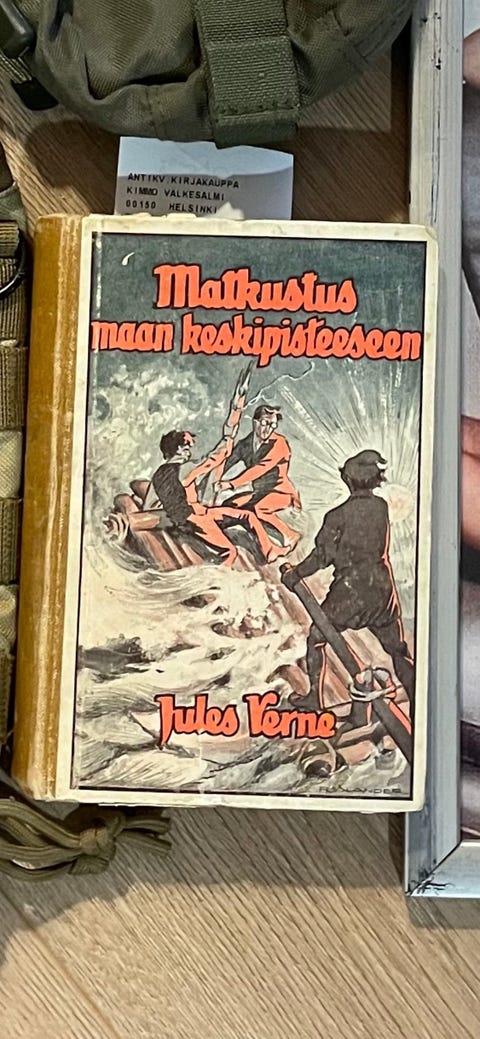 ANTIKV.KIRJAKAUPPA
KIMMO VALKESALMI
00150 HELSINKI
Matkustus
maan keskipisteeseen
Jules Verne